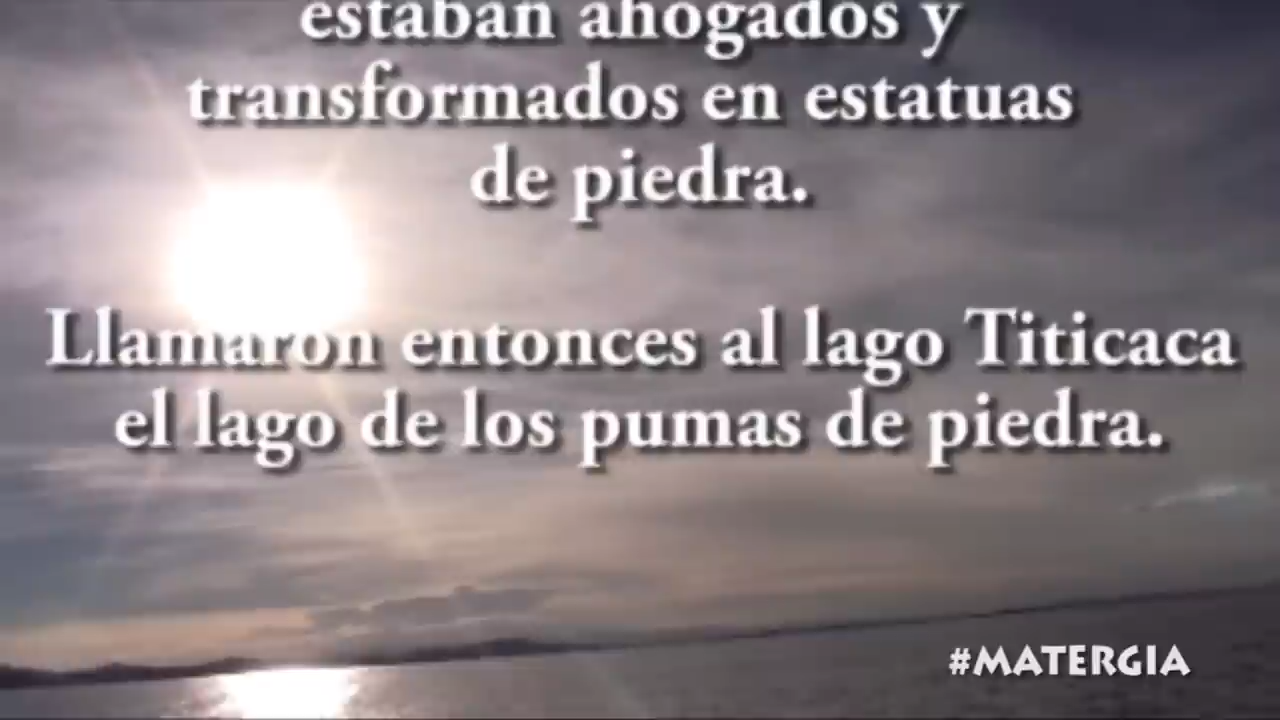 estaban ahogados y
transformados en estatuas
de piedra.
Llamaron entonces al lago Titicaca
el lago de los pumas de piedra.
#MATERGIA